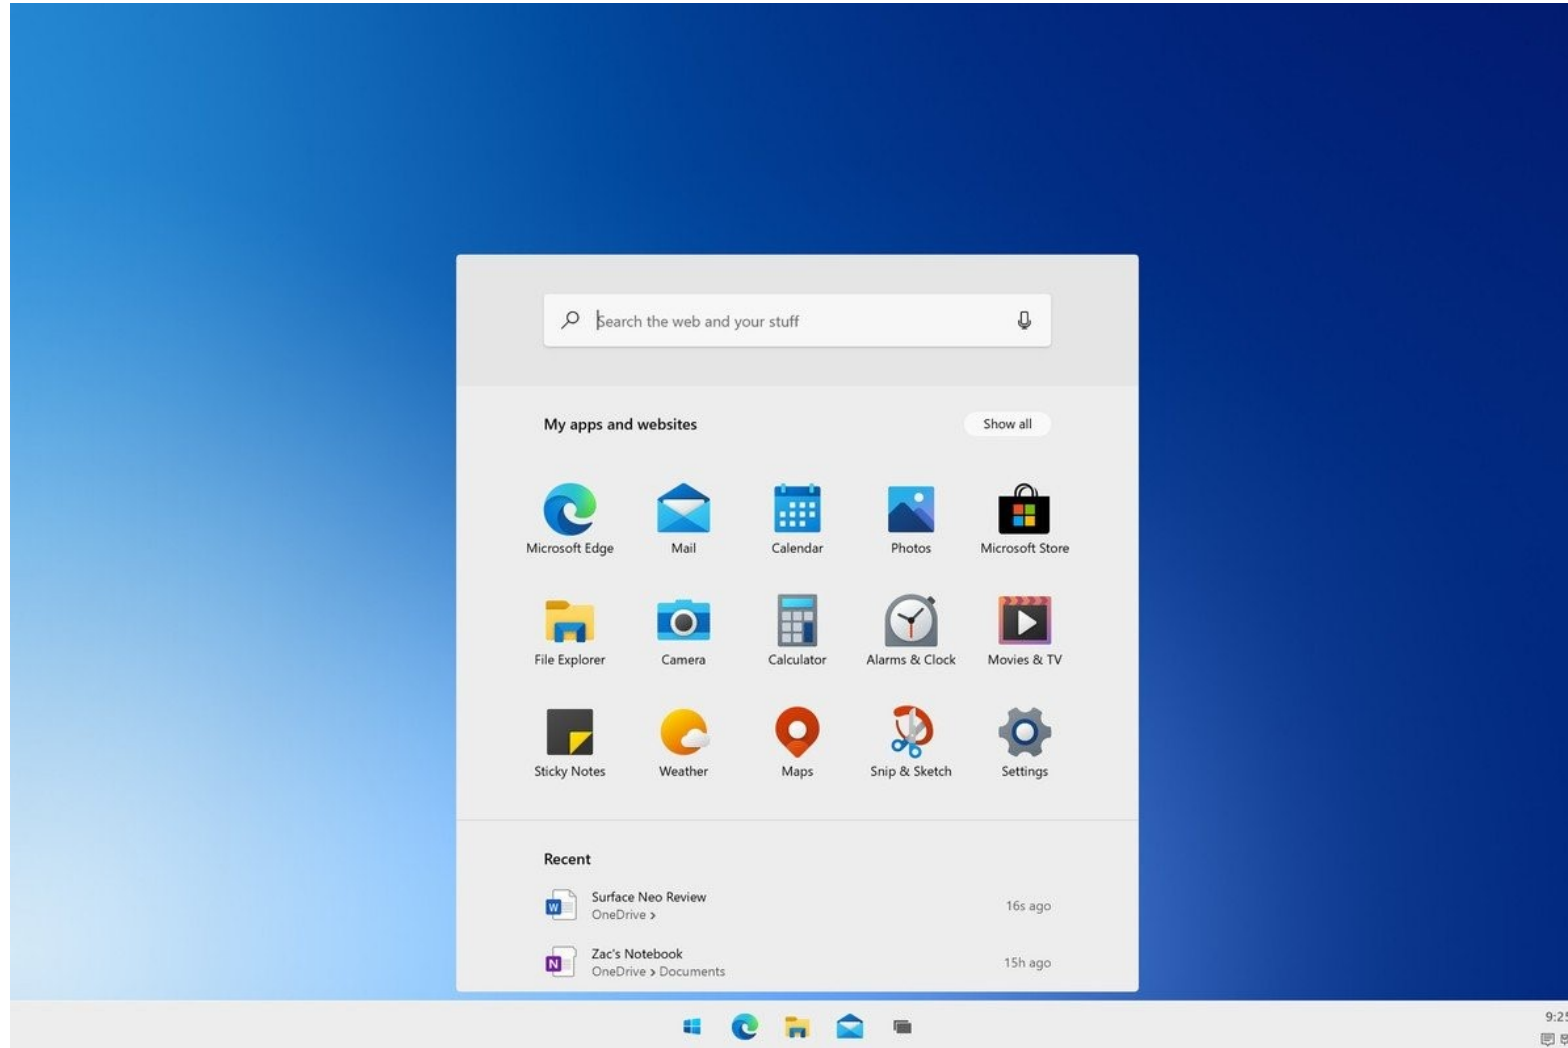 Search the web and your stuff
My apps and websites
Show all
Microsoft Edge
Mail
Calendar
Photos
Microsoft Store
File Explorer
Camera
Calculator
Alarms & Clock
Movies & TV
Sticky Notes
Weather
Maps
Snip & Sketch
Settings
Recent
W
Surface Neo Review
16s ago
OneDrive >
N
Zac's Notebook
15h ago
OneDrive > Documents
9:25